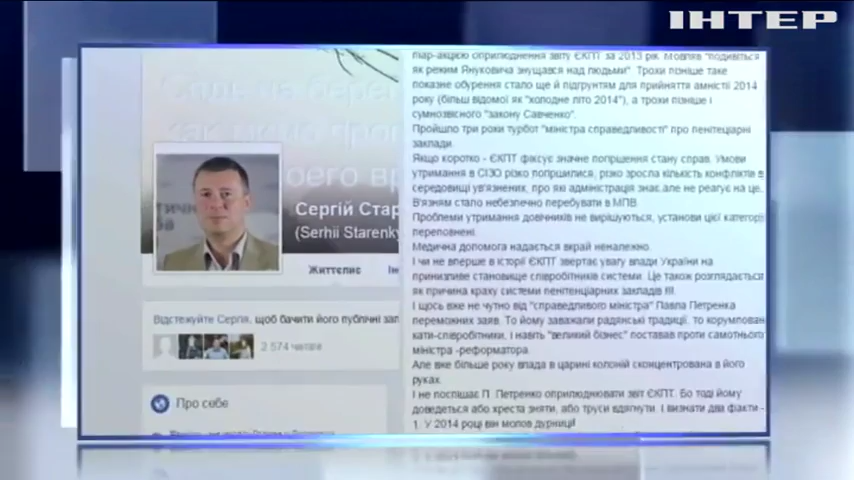 ІНТЕР
піар-акцією оприлюднення звіту ЄКПТ за 2013 рік. Мовляв "подивіться
як режим Януковича знущався над людьми" Трохи пізніше таке
показне обурення стало ще й підґрунтям для прийняття амністії 2014
року (більш відомої як "холодне літо 2014"), а трохи пізніше і
сумнозвісного "закону Савченко".
Пройшло три роки турбот "міністра справедливості" про пенітеціарні
заклади.
Якщо коротко - ЄКПТ фіксує значне погіршення стану справ. Умови
утримання в СІЗО різко погіршилися, різко зросла кількість конфліктів в
середовищі ув'язнених, про які адміністрація знає але не реагує на це.
В'язням стало небезпечно перебувати в МПВ.
Проблеми утримання довічників не вирішуються, установи цієї категорії
переповнені.
Медична допомога надається вкрай неналежно.
І чи не вперше в історії ЄКПТ звертає увагу влади України на
принизливе становище співробітників системи. Це також розглядається
як причина краху системи пенітенціарних закладів !!!.
І щось вже не чутно від "справедливого міністра" Павла Петренка
переможних заяв. То йому заважали радянські традиції, то корумповані
кати-співробітники, і навіть "великий бізнес" поставав проти самотнього
міністра -реформатора.
Але вже більше року влада в царині колоній сконцентрована в його
руках.
І не поспішає П. Петренко оприлюднювати звіт ЄКПТ. Бо тоді йому
доведеться або хреста зняти, або труси вдягнути. І визнати два факти -
1. У 2014 році він молов дурниці!
Сергій Стар
(Serhii Starenky
Життєпис Ін
Відстежуйте Сергія, щоб бачити його публічні зап
2 574 читачі
Про себе